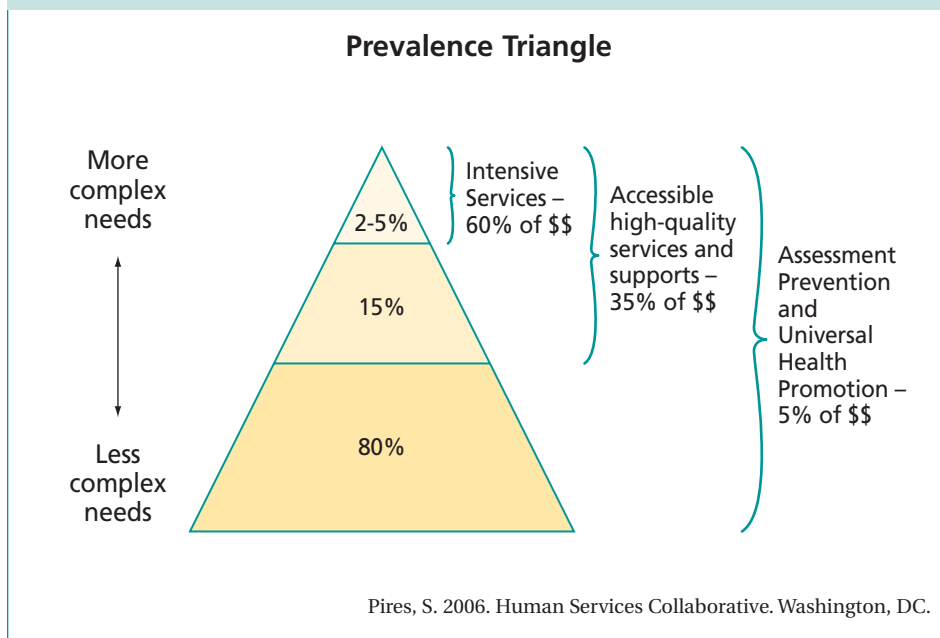 Prevalence Triangle
More
complex
needs
Less
complex
needs
2-5%
15%
80%
Intensive
Services –
60% of $$
Accessible
high-quality
services and
supports –
35% of $$
Assessment
Prevention
and
Universal
Health
Promotion –
5% of $$
Pires, S. 2006. Human Services Collaborative. Washington, DC.